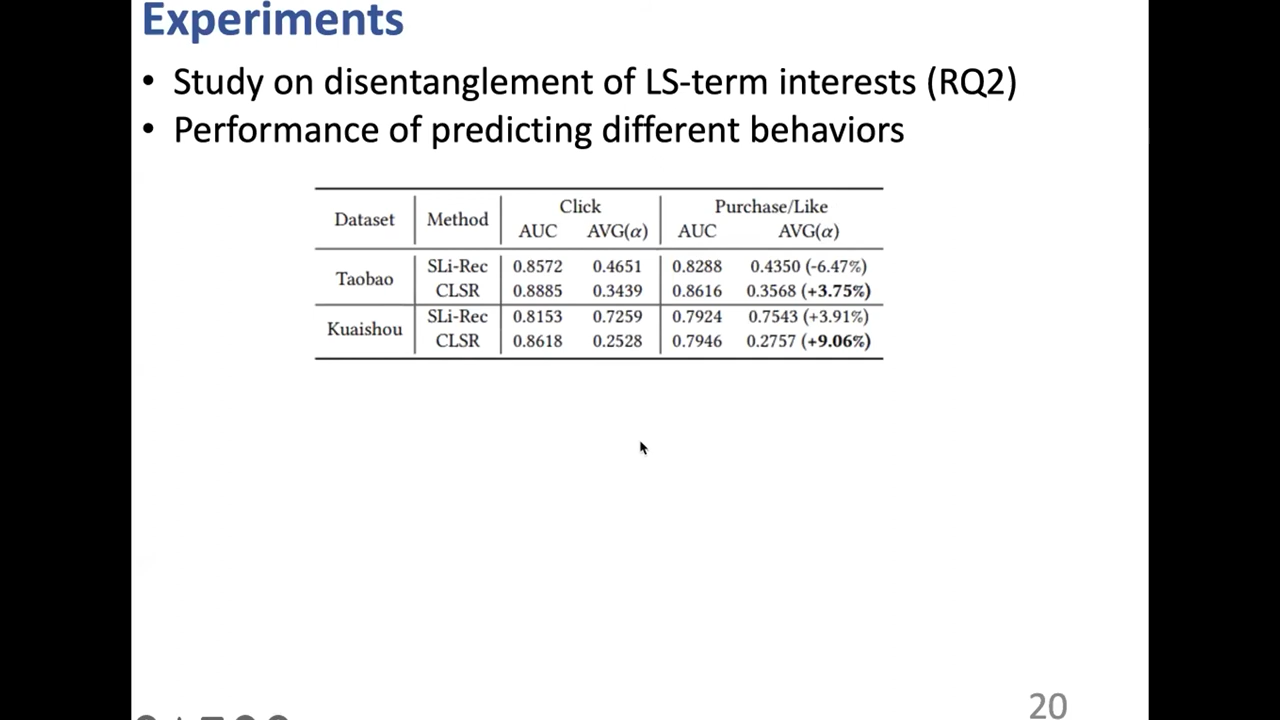 Experiments
• Study on disentanglement of LS-term interests (RQ2)
• Performance of predicting different behaviors
Dataset Method Click Purchase/Like
AUC AVG(α) AUC AVG(α)
Taobao SLi-Rec 0.8572 0.4651 0.8288 0.4350 (-6.47%)
CLSR 0.8885 0.3439 0.8616 0.3568 (+3.75%)
Kuaishou SLi-Rec 0.8153 0.7259 0.7924 0.7543 (+3.91%)
CLSR 0.8618 0.2528 0.7946 0.2757 (+9.06%)
20